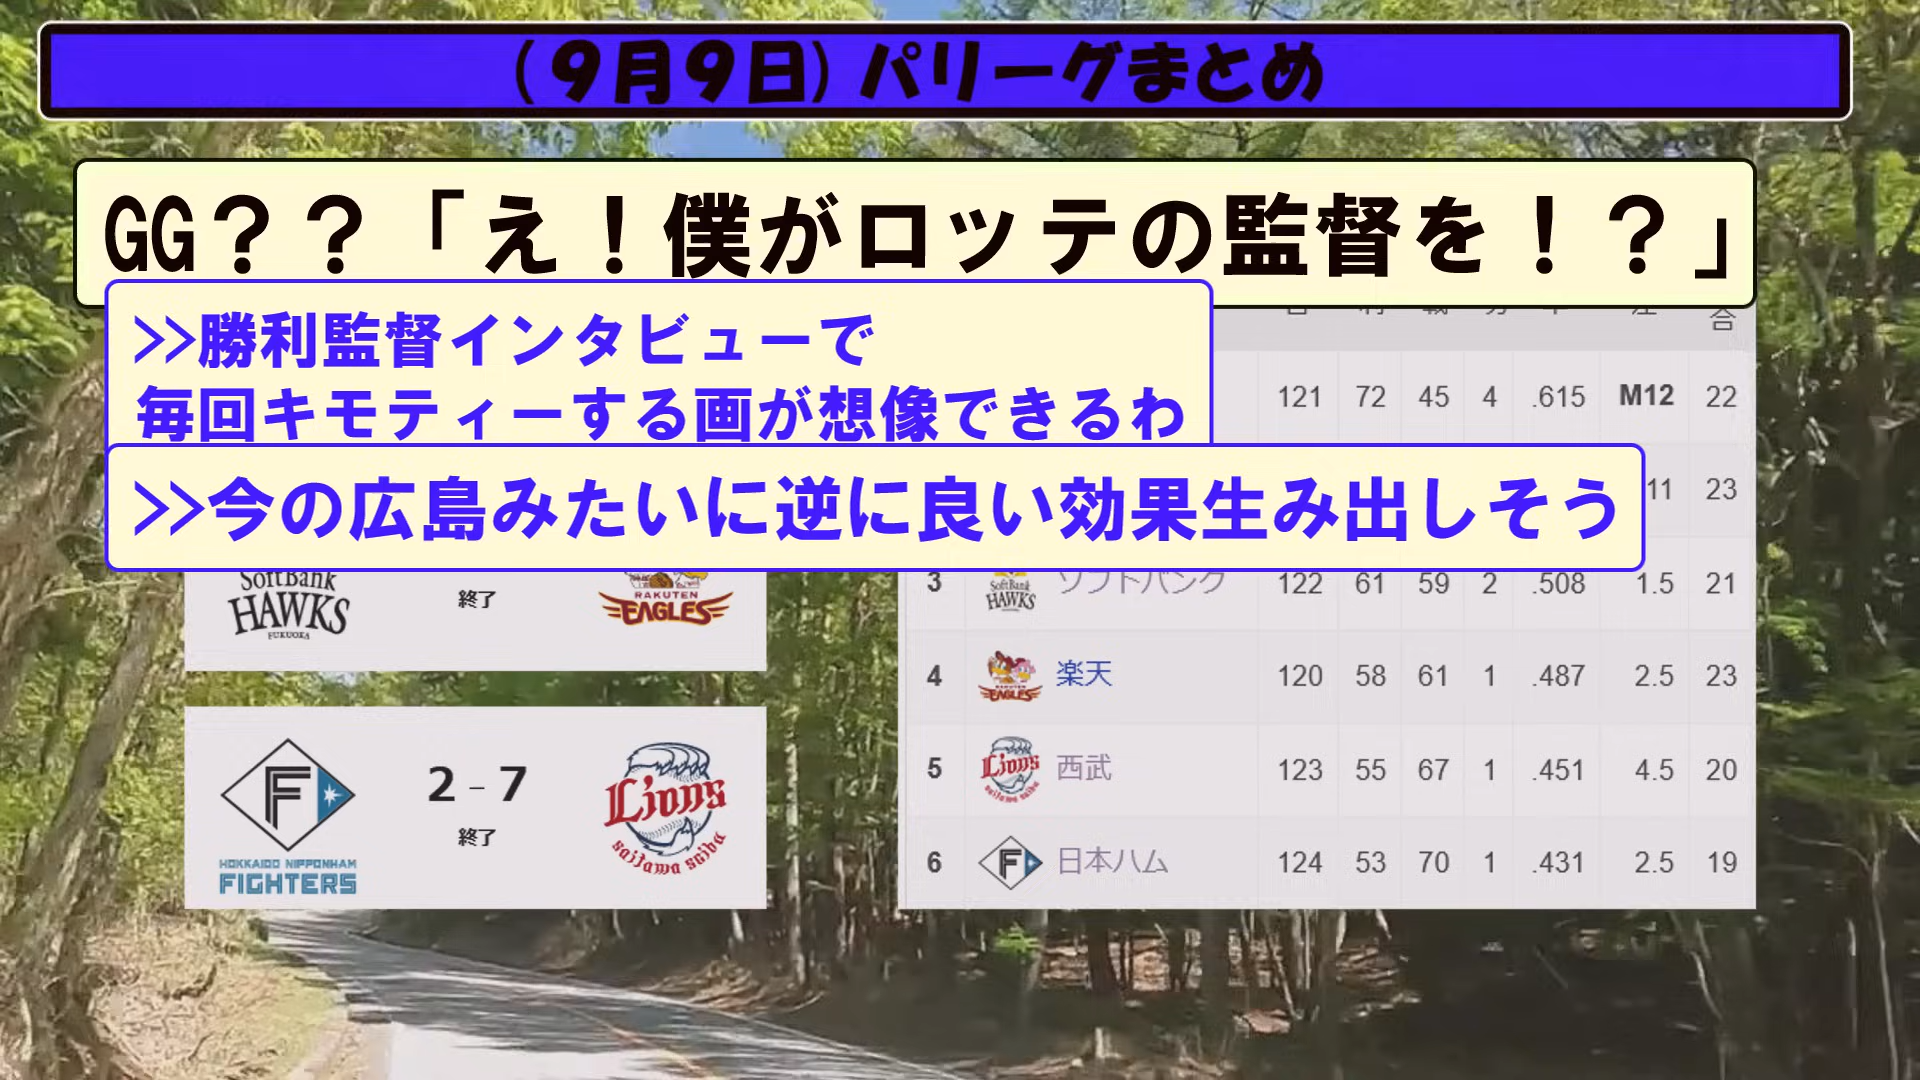 (9月9日) パリーグまとめ
GG??「え!僕がロッテの監督を!?」
>>勝利監督インタビューで
毎回キモティーする画が想像できるわ
>>今の広島みたいに逆に良い効果生み出しそう
合
121 72 45 4 .615 M12 22
11 23
SoftBank
HAWKS
FUKUOKA
終了
RAKUTEN
EAGLES
3 SoftBank HAWKS ソフトバンク 122 61 59 2 .508 1.5 21
4 EAGLES 楽天 120 58 61 1 .487 2.5 23
5 Lions 西武 123 55 67 1 .451 4.5 20
6 F 日本ハム 124 53 70 1 .431 2.5 19
F
HOKKAIDO NIPPONHAM
FIGHTERS
2 - 7
終了
Lions
saitama seibu